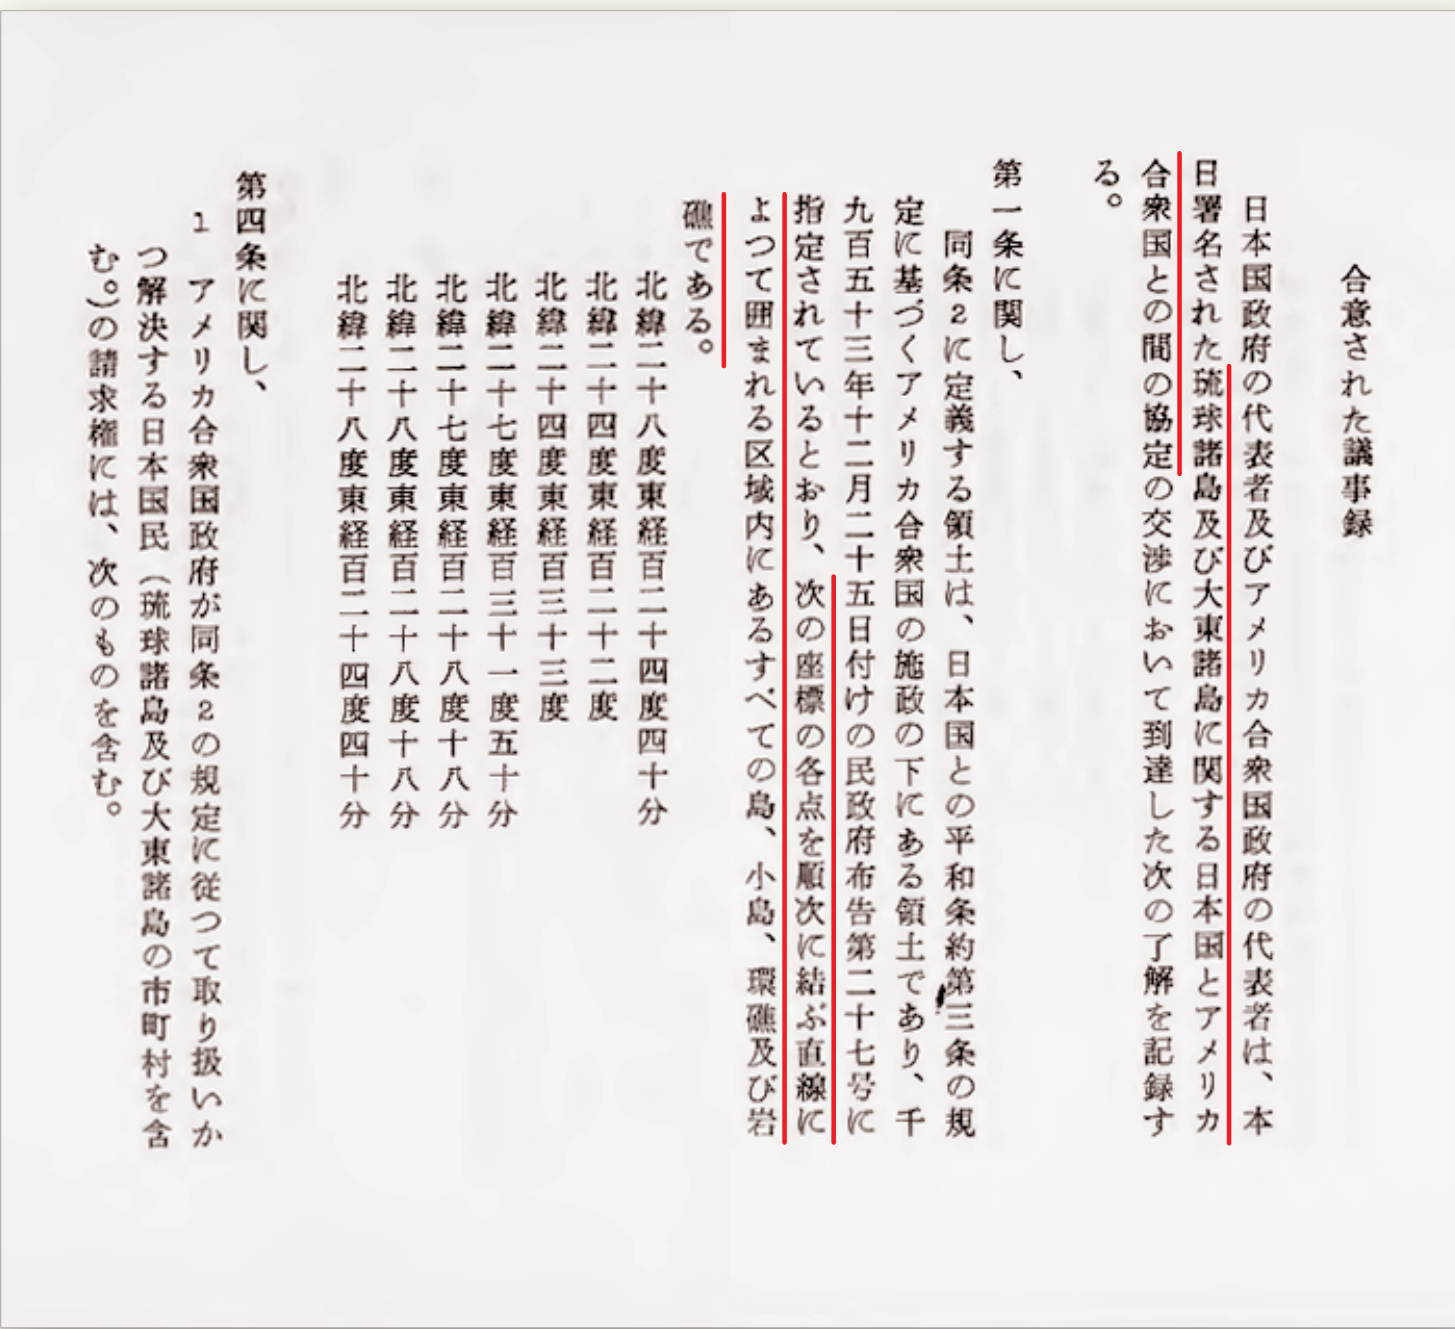 合意された議事録
日本国政府の代表者及びアメリカ合衆国政府の代表者は、本
日署名された琉球諸島及び大東諸島に関する日本国とアメリカ
合衆国との間の協定の交渉において到達した次の了解を記録す
る。
第一条に関し、
同条2に定義する領土は、日本国との平和条約第三条の規
定に基づくアメリカ合衆国の施政の下にある領土であり、千
九百五十三年十二月二十五日付けの民政府布告第二十七号に
指定されているとおり、次の座標の各点を順次に結ぶ直線に
よつて囲まれる区域内にあるすべての島、小島、環礁及び岩
礁である。
北緯二十八度東経百二十四度四十分
北緯二十四度東経百二十二度
北緯二十四度東経百三十三度
北緯二十七度東経百三十一度五十分
北緯二十七度東経百二十八度十八分
北緯二十八度東経百二十八度十八分
北緯二十八度東経百二十四度四十分
第四条に関し、
1 アメリカ合衆国政府が同条2の規定に従つて取り扱いか
つ解決する日本国民（琉球諸島及び大東諸島の市町村を含
む。）の請求権には、次のものを含む。